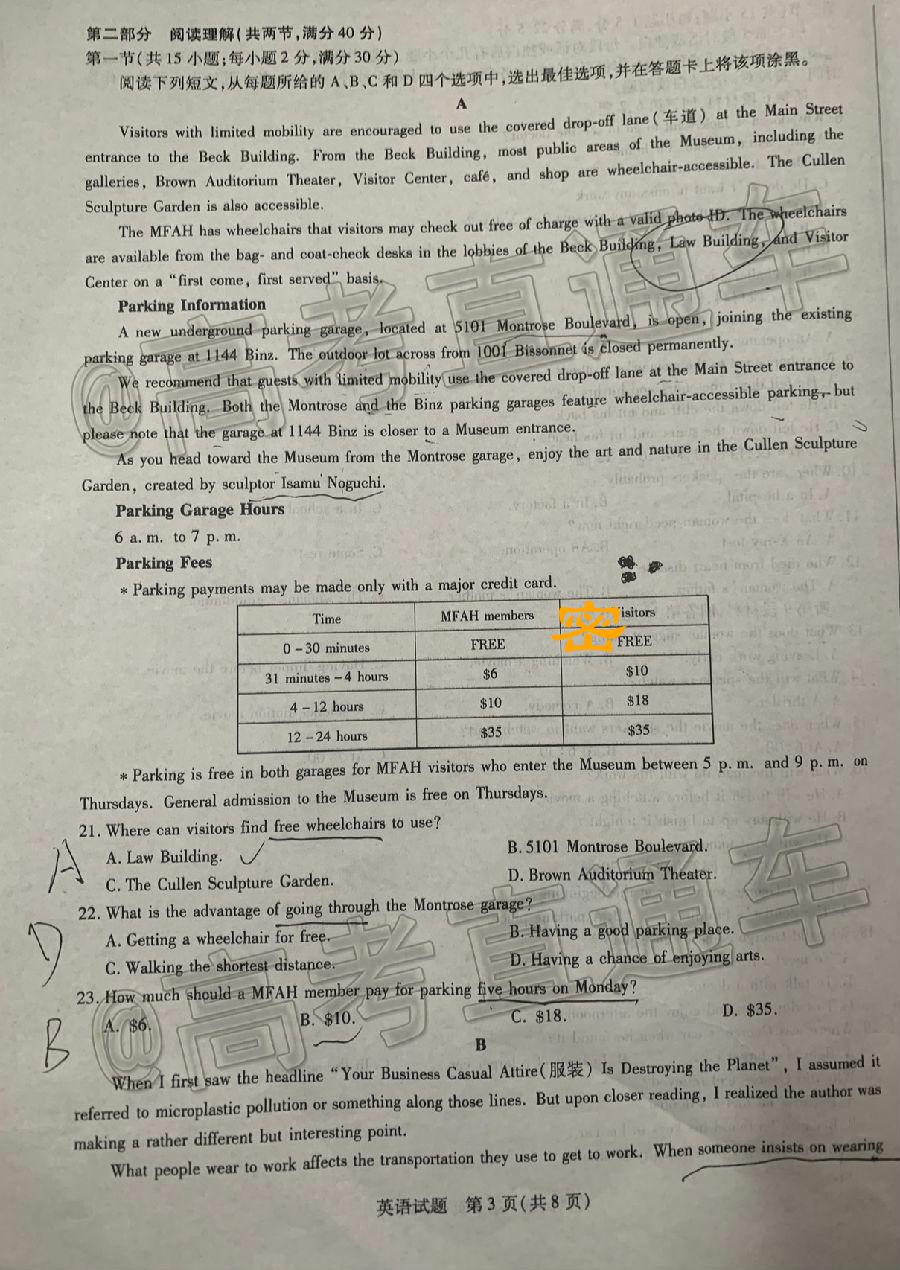 第二部分 阅读理解(共两节,满分40分)
第一节(共15小题;每小题2分,满分30分)
阅读下列短文,从每题所给的A、B、C和D四个选项中,选出最佳选项,并在答题卡上将该项涂黑。
A
Visitors with limited mobility are encouraged to use the covered drop-off lane(车道) at the Main Street
entrance to the Beck Building. From the Beck Building, most public areas of the Museum, including the
galleries, Brown Auditorium Theater, Visitor Center, café, and shop are wheelchair-accessible. The Cullen
Sculpture Garden is also accessible.
The MFAH has wheelchairs that visitors may check out free of charge with a valid photo ID. The wheelchairs
are available from the bag- and coat-check desks in the lobbies of the Beck Building, Law Building, and Visitor
Center on a "first come, first served" basis.
Parking Information
A new underground parking garage, located at 5101 Montrose Boulevard, is open, joining the existing
parking garage at 1144 Binz. The outdoor lot across from 1001 Bissonnet is closed permanently.
We recommend that guests with limited mobility use the covered drop-off lane at the Main Street entrance to
the Beck Building. Both the Montrose and the Binz parking garages feature wheelchair-accessible parking, but
please note that the garage at 1144 Binz is closer to a Museum entrance.
As you head toward the Museum from the Montrose garage, enjoy the art and nature in the Cullen Sculpture
Garden, created by sculptor Isamu Noguchi.
Parking Garage Hours
6 a.m. to 7 p.m.
Parking Fees
* Parking payments may be made only with a major credit card.
Time MFAH members 密 isitors
0-30 minutes FREE FREE
31 minutes-4 hours $6 $10
4-12 hours $10 $18
12-24 hours $35 $35
* Parking is free in both garages for MFAH visitors who enter the Museum between 5 p.m. and 9 p.m. on
Thursdays. General admission to the Museum is free on Thursdays.
21. Where can visitors find free wheelchairs to use?
A A. Law Building. B. 5101 Montrose Boulevard.
C. The Cullen Sculpture Garden. D. Brown Auditorium Theater.
22. What is the advantage of going through the Montrose garage?
D A. Getting a wheelchair for free. B. Having a good parking place.
C. Walking the shortest distance. D. Having a chance of enjoying arts.
23. How much should a MFAH member pay for parking five hours on Monday?
B A. $6. B. $10. C. $18. D. $35.
B
When I first saw the headline "Your Business Casual Attire(服装) Is Destroying the Planet", I assumed it
referred to microplastic pollution or something along those lines. But upon closer reading, I realized the author was
making a rather different but interesting point.
What people wear to work affects the transportation they use to get to work. When someone insists on wearing
英语试题 第3页(共8页)
@高考直通车
@高考直通车